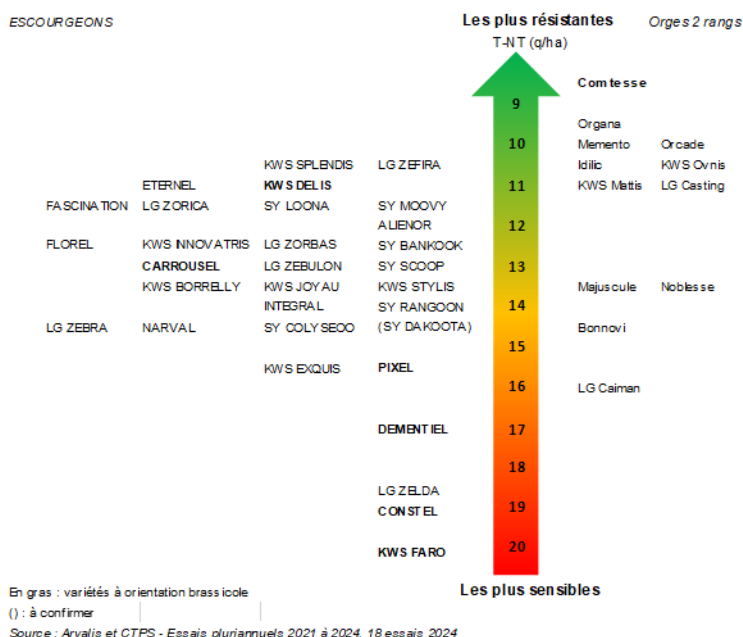 ESCOURGEONS Les plus résistantes Orges 2 rangs
T-NT (q/ha)
Comtesse
9
Organa
10 Memento Orcade
KWS SPLENDIS LG ZEFIRA Idilic KWS Ovnis
ETERNEL KWS DELIS 11 KWS Mattis LG Casting
FASCINATION LG ZORICA SY LOONA SY MOOVY
ALIENOR 12
FLOREL KWS INNOVATRIS LG ZORBAS SY BANKOOK
CARROUSEL LG ZEBULON SY SCOOP 13
KWS BORRELLY KWS JOYAU KWS STYLIS Majuscule Noblesse
INTEGRAL SY RANGOON 14
LG ZEBRA NARVAL SY COLYSEOO (SY DAKOOTA) Bonnovi
15
KWS EXQUIS PIXEL
16 LG Caiman
DEMENTIEL 17
18
LG ZELDA
CONSTEL 19
KWS FARO 20
En gras : variétés à orientation brassicole Les plus sensibles
() : à confirmer
Source : Arvalis et CTPS - Essais pluriannuels 2021 à 2024, 18 essais 2024